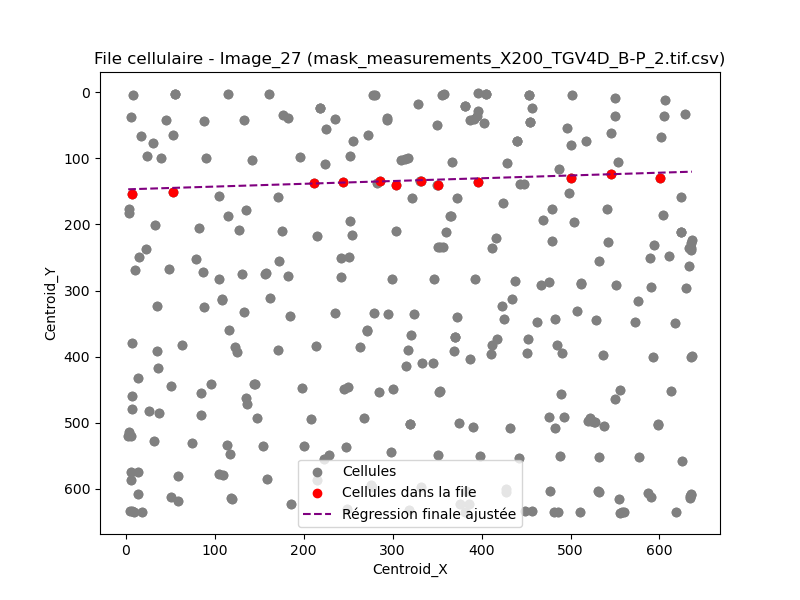 File cellulaire - Image_27 (mask_measurements_X200_TGV4D_B-P_2.tif.csv)
0
100
200
300
400
500
600
Centroid_Y
Cellules
Cellules dans la file
Régression finale ajustée
0 100 200 300 400 500 600
Centroid_X